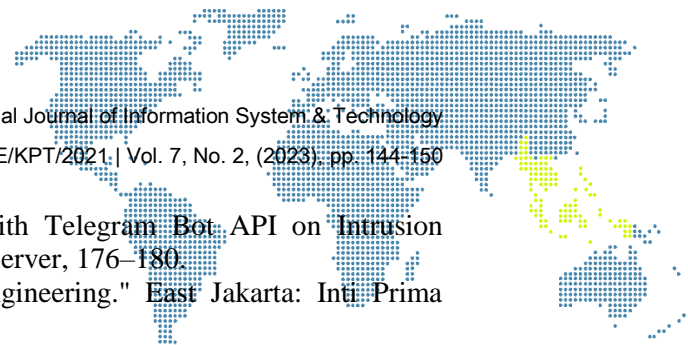 al Journal of Information System & Technology
E/KPT/2021 | Vol. 7, No. 2, (2023), pp. 144-150
ith Telegram Bot API on Intrusion
erver, 176–180.
gineering." East Jakarta: Inti Prima